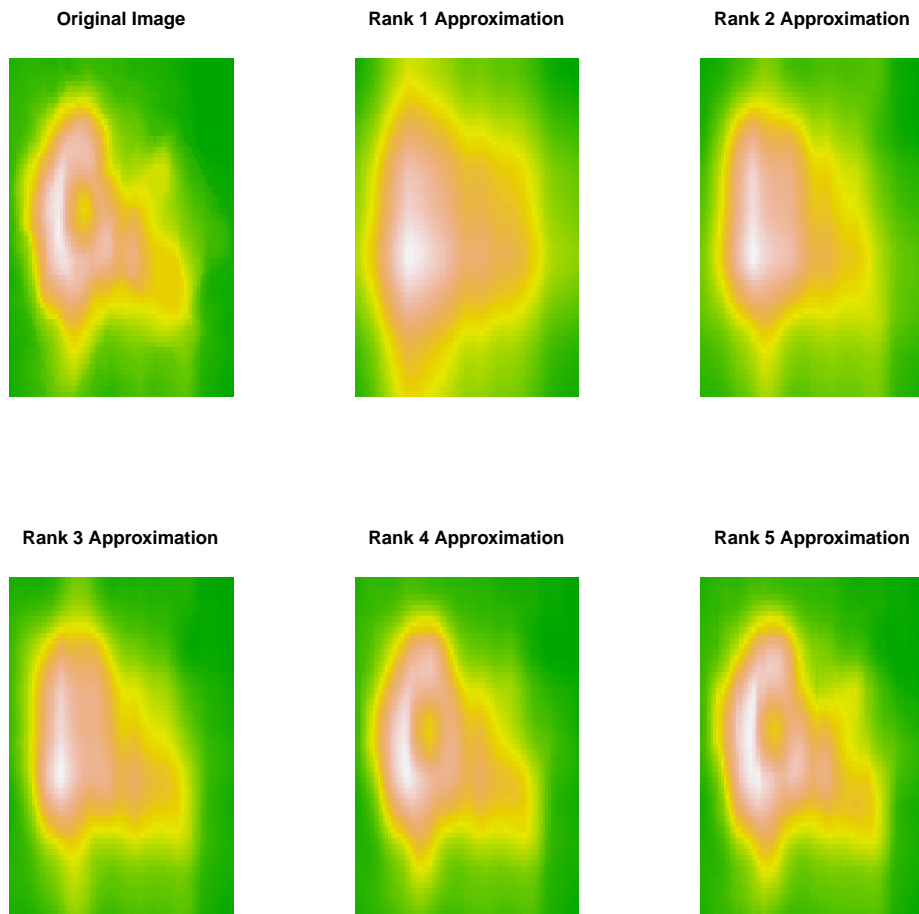 Original Image
Rank 1 Approximation
Rank 2 Approximation
Rank 3 Approximation
Rank 4 Approximation
Rank 5 Approximation